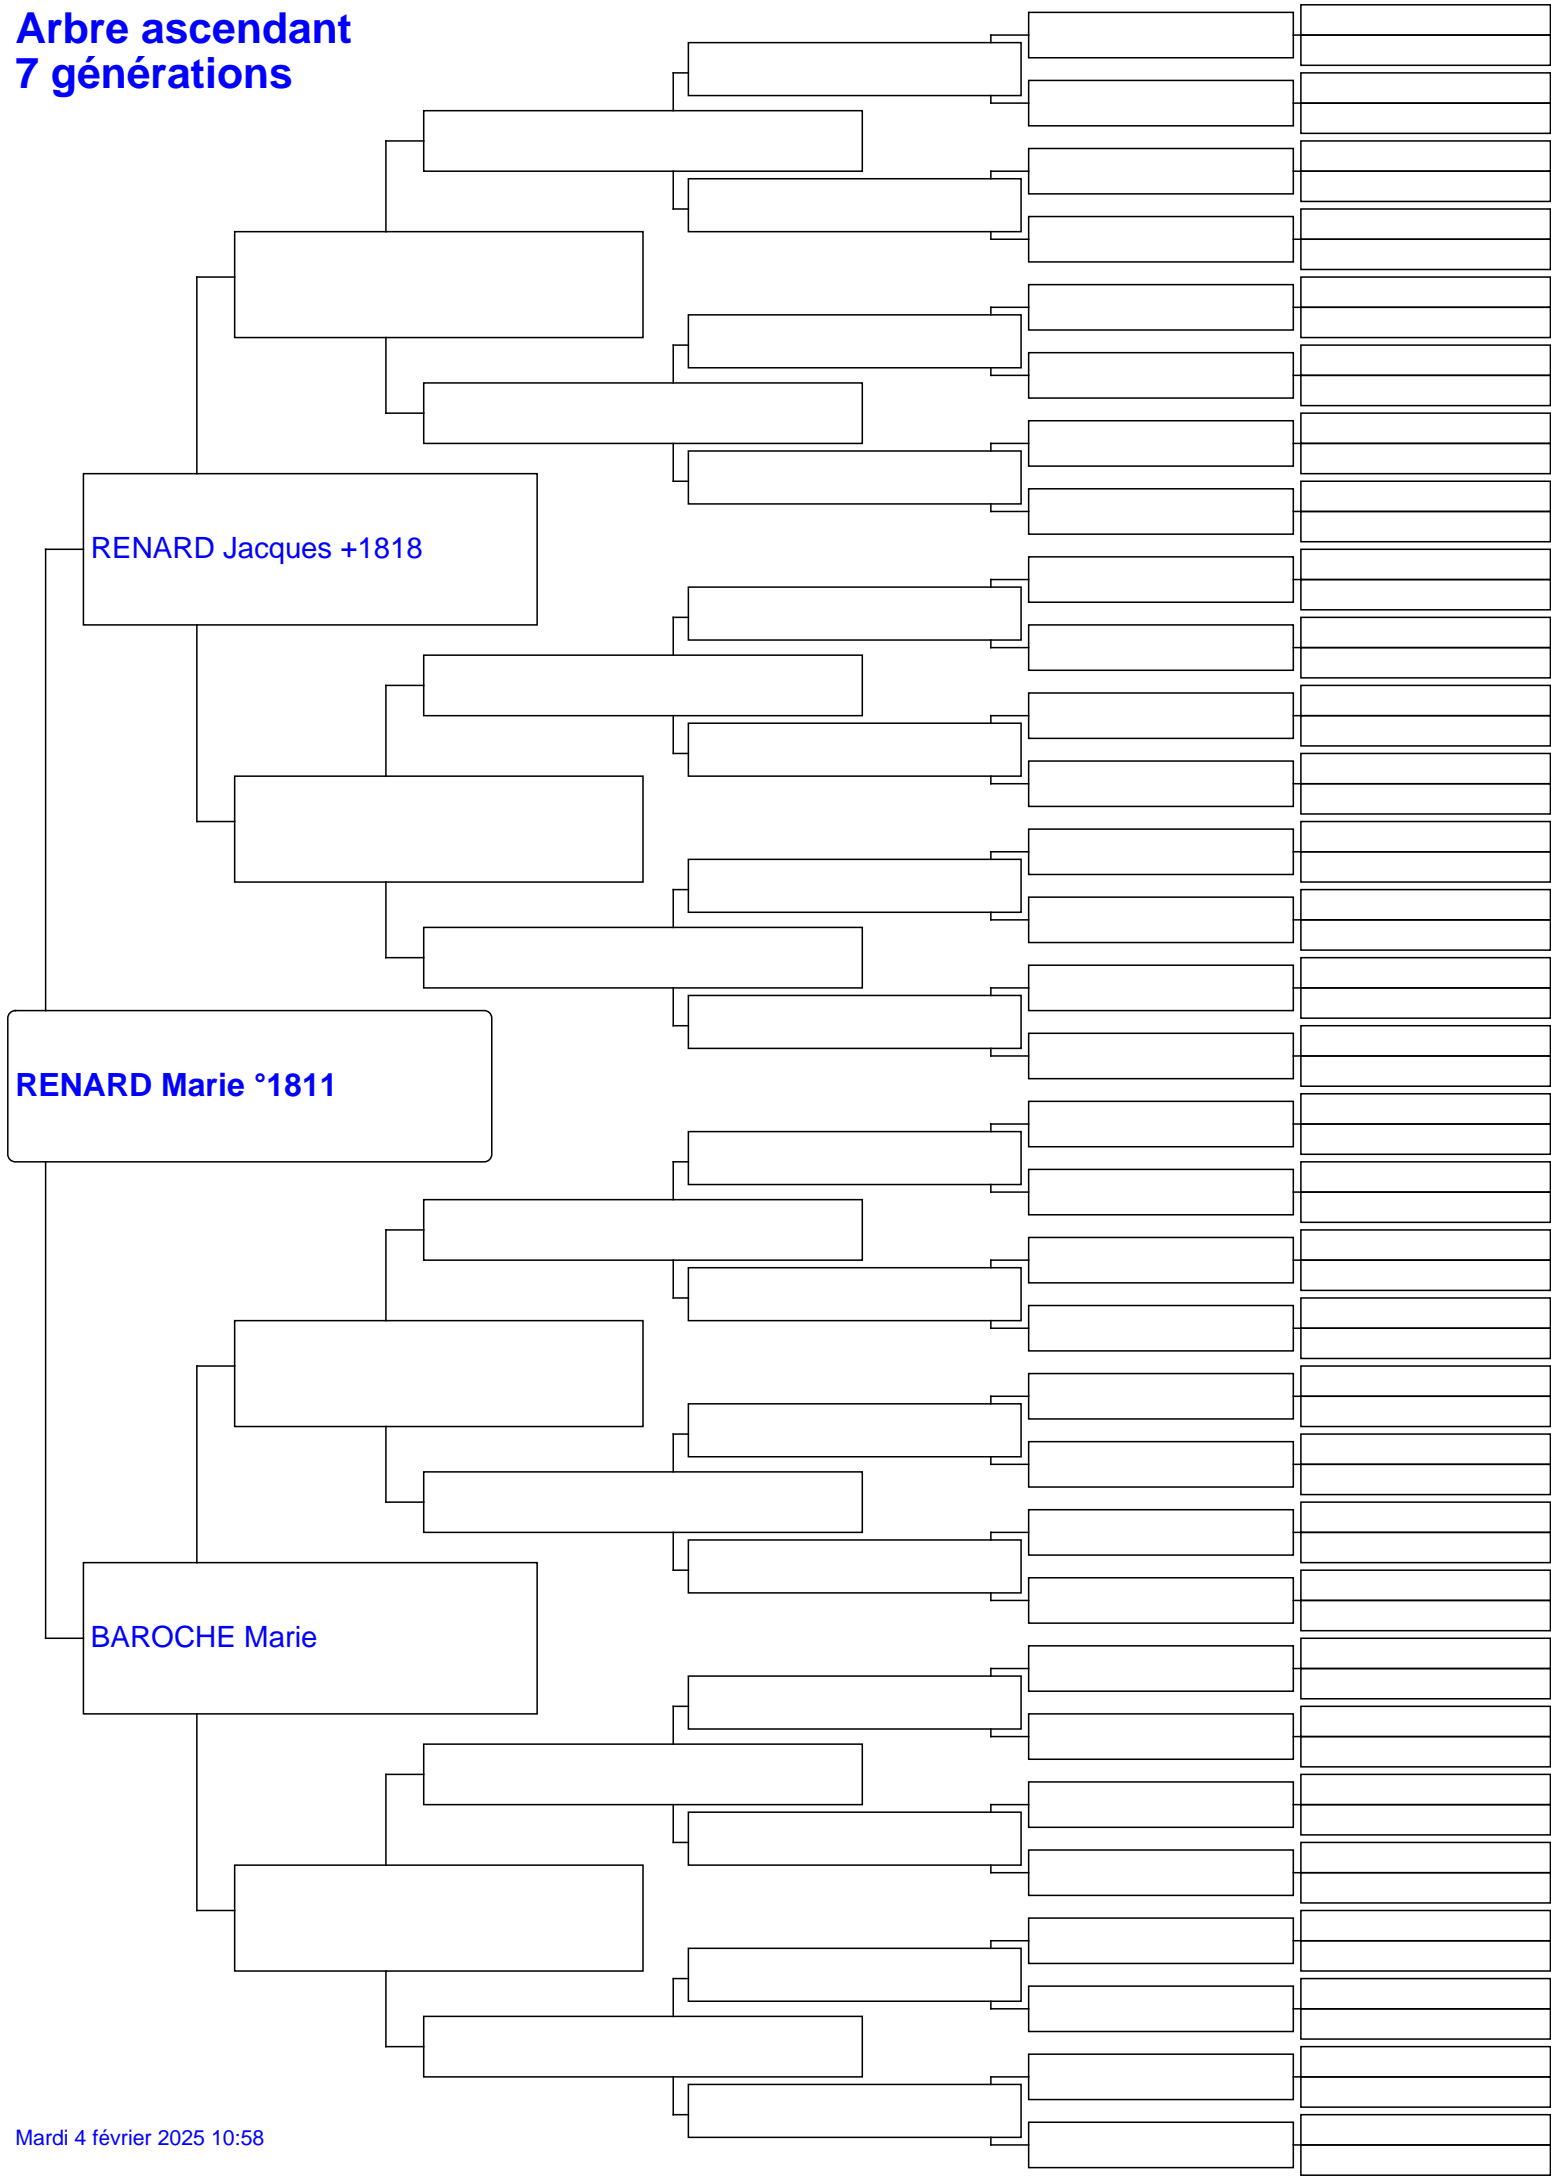 Arbre ascendant
7 générations
RENARD Jacques +1818
RENARD Marie °1811
BAROCHE Marie
Mardi 4 février 2025 10:58